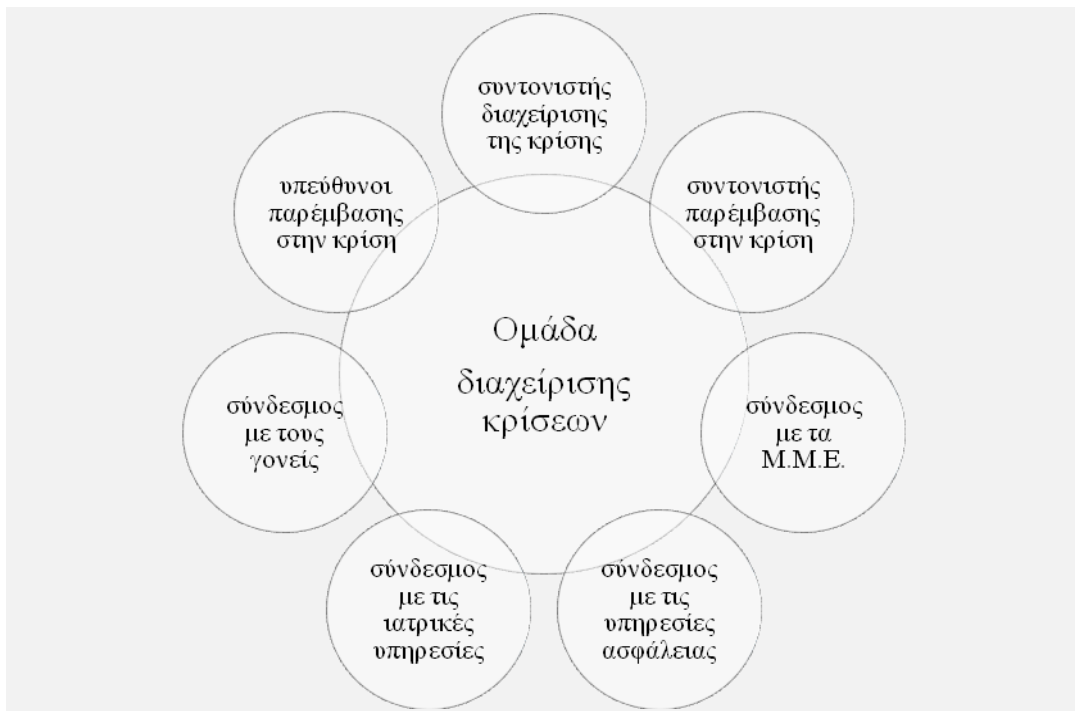 συντονιστής
διαχείρισης
της κρίσης
υπεύθυνοι
παρέμβασης
στην κρίση
συντονιστής
παρέμβασης
στην κρίση
Ομάδα
διαχείρισης
κρίσεων
σύνδεσμος
με τους
γονείς
σύνδεσμος
με τα
Μ.Μ.Ε.
σύνδεσμος
με τις
ιατρικές
υπηρεσίες
σύνδεσμος
με τις
υπηρεσίες
ασφάλειας